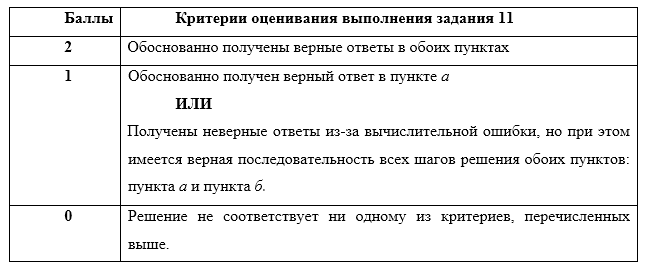 Баллы Критерии оценивания выполнения задания 11
2 Обоснованно получены верные ответы в обоих пунктах
1 Обоснованно получен верный ответ в пункте а
ИЛИ
Получены неверные ответы из-за вычислительной ошибки, но при этом
имеется верная последовательность всех шагов решения обоих пунктов:
пункта а и пункта б.
0 Решение не соответствует ни одному из критериев, перечисленных
выше.